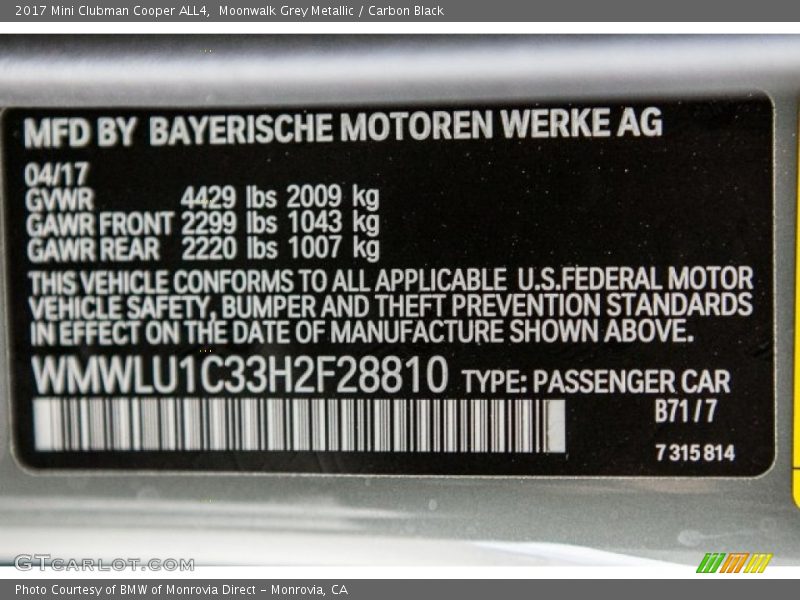 2017 Mini Clubman Cooper ALL4,  Moonwalk Grey Metallic / Carbon Black
MFD BY BAYERISCHE MOTOREN WERKE AG
04/17
GVWR 4429 lbs 2009 kg
GAWR FRONT 2299 lbs 1043 kg
GAWR REAR 2220 lbs 1007 kg
THIS VEHICLE CONFORMS TO ALL APPLICABLE U.S.FEDERAL MOTOR
VEHICLE SAFETY, BUMPER AND THEFT PREVENTION STANDARDS
IN EFFECT ON THE DATE OF MANUFACTURE SHOWN ABOVE.
WMWLU1C33H2F28810 TYPE: PASSENGER CAR
B71 / 7
7 315 814
GTCARLOT.COM
Photo Courtesy of BMW of Monrovia Direct - Monrovia, CA